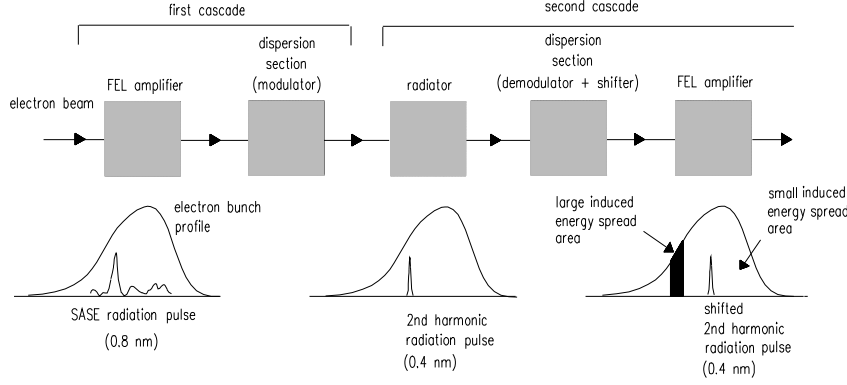 first cascade
second cascade
dispersion
section
(modulator)
dispersion
section
(demodulator + shifter)
FEL amplifier
radiator
FEL amplifier
electron beam
electron bunch
profile
large induced
energy spread
area
small induced
energy spread
area
SASE radiation pulse
(0.8 nm)
2nd harmonic
radiation pulse
(0.4 nm)
shifted
2nd harmonic
radiation pulse
(0.4 nm)